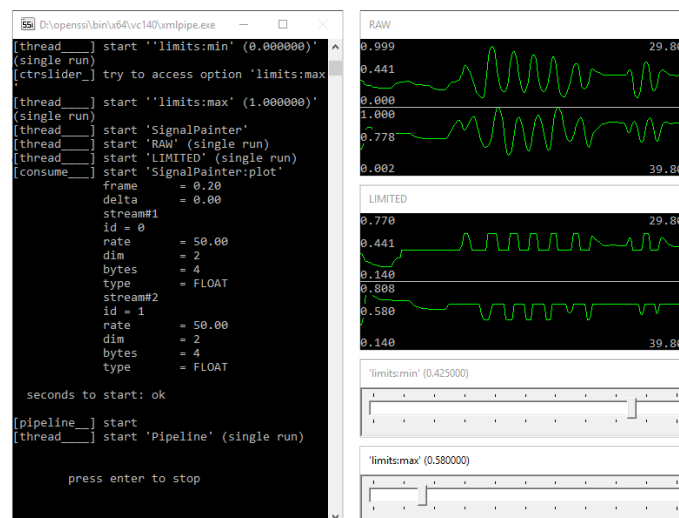 D:\openssi\bin\x64\vc140\xmlpipe.exe
[thread____] start ''limits:min' (0.000000)'
(single run)
[ctrslider_] try to access option 'limits:max
'
[thread____] start ''limits:max' (1.000000)'
(single run)
[thread____] start 'SignalPainter'
[thread____] start 'RAW' (single run)
[thread____] start 'LIMITED' (single run)
[consume___] start 'SignalPainter:plot'
frame = 0.20
delta = 0.00
stream#1
id = 0
rate = 50.00
dim = 2
bytes = 4
type = FLOAT
stream#2
id = 1
rate = 50.00
dim = 2
bytes = 4
type = FLOAT
seconds to start: ok
[pipeline__] start
[thread____] start 'Pipeline' (single run)
press enter to stop
RAW
0.999 29.80
0.441
0.000
1.000
0.778
0.002 39.80
LIMITED
0.770 29.80
0.441
0.140
0.808
0.580
0.140 39.80
'limits:min' (0.425000)
'limits:max' (0.580000)